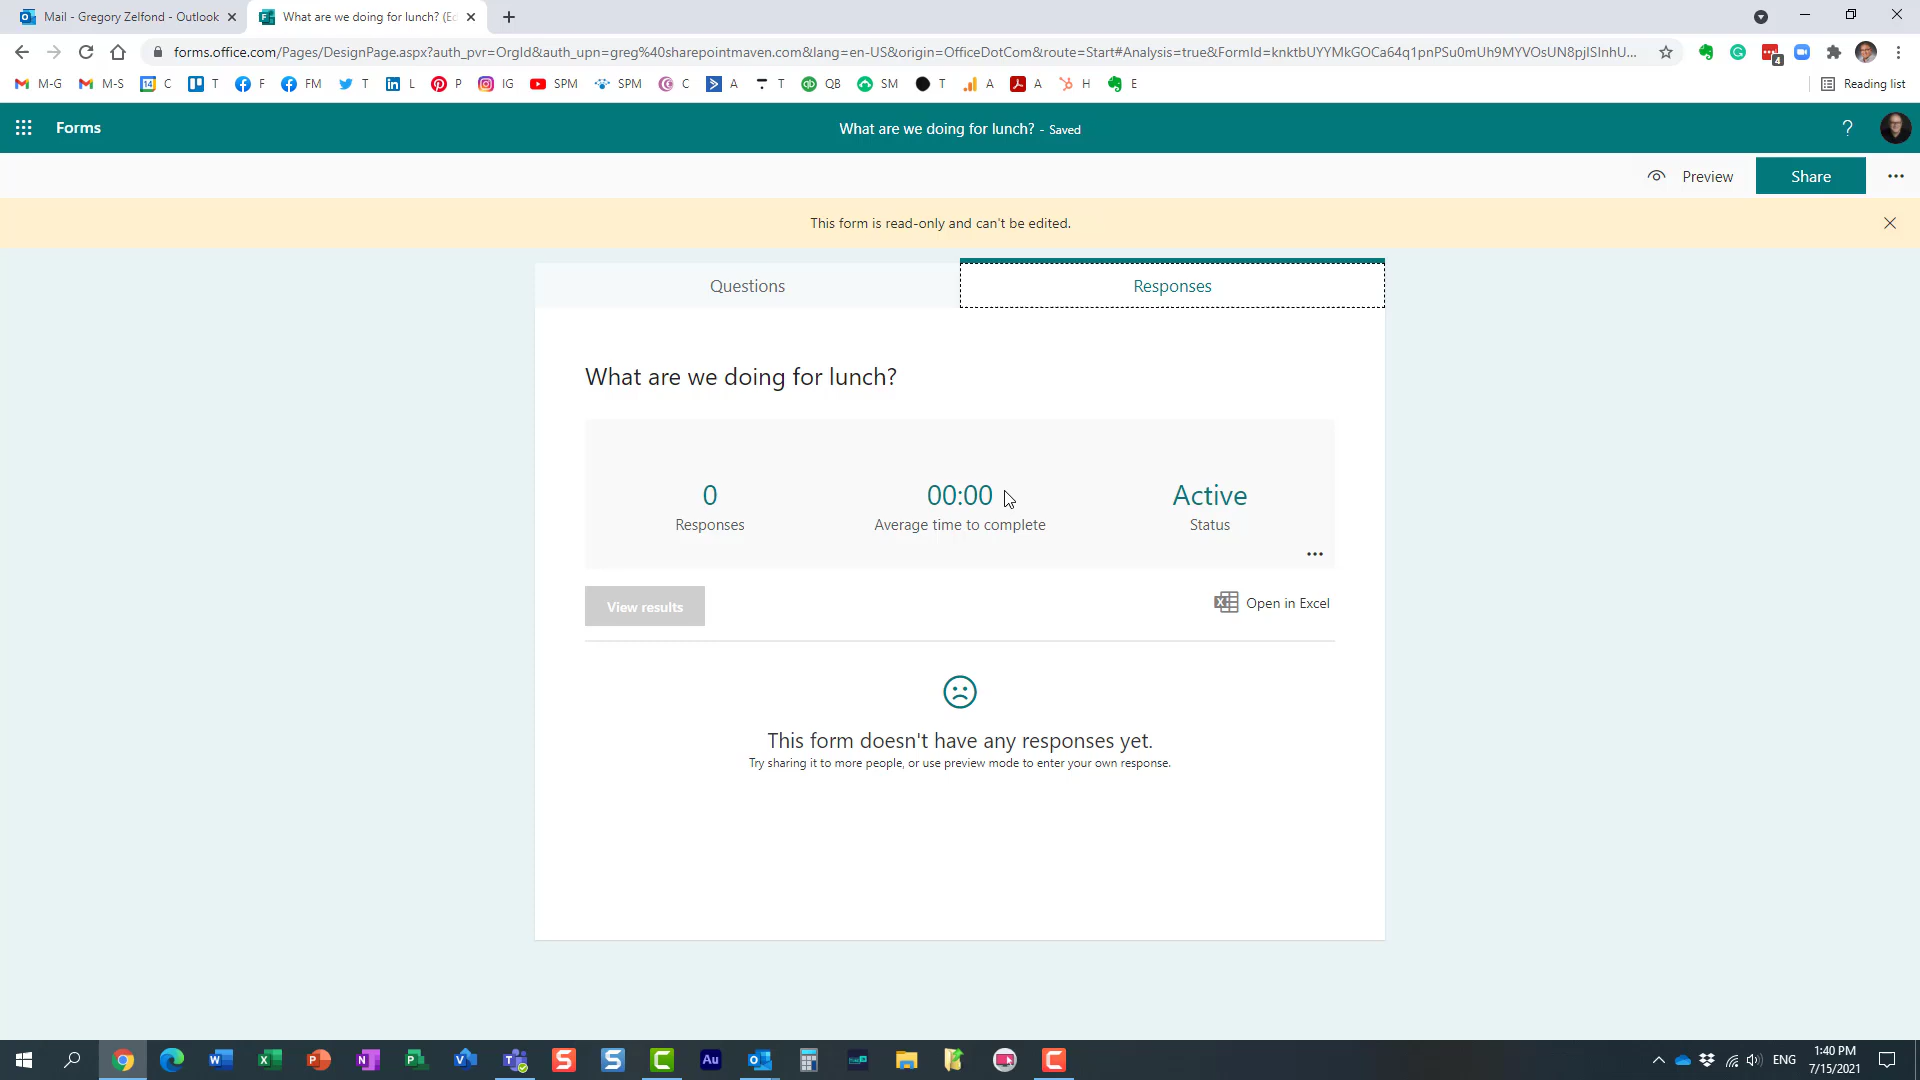 Mail - Gregory Zelfond - Outlook
What are we doing for lunch? (Ed
forms.office.com/Pages/DesignPage.aspx?auth_pvr=OrgId&auth_upn=greg%40sharepointmaven.com&lang=en-US&origin=OfficeDotCom&route=Start#Analysis=true&FormId=knktbUYYMkGOCa64q1pnPSu0mUh9MYVOsUN8pjlSInhU...
4
M-G M-S 14 C T F FM T L P IG SPM SPM C A T QB SM T A A H E Reading list
Forms
What are we doing for lunch? - Saved
?
Preview
Share
This form is read-only and can't be edited.
Questions
Responses
What are we doing for lunch?
0
00:00
Active
Responses
Average time to complete
Status
View results
Open in Excel
This form doesn't have any responses yet.
Try sharing it to more people, or use preview mode to enter your own response.
Au
ENG
1:40 PM
7/15/2021